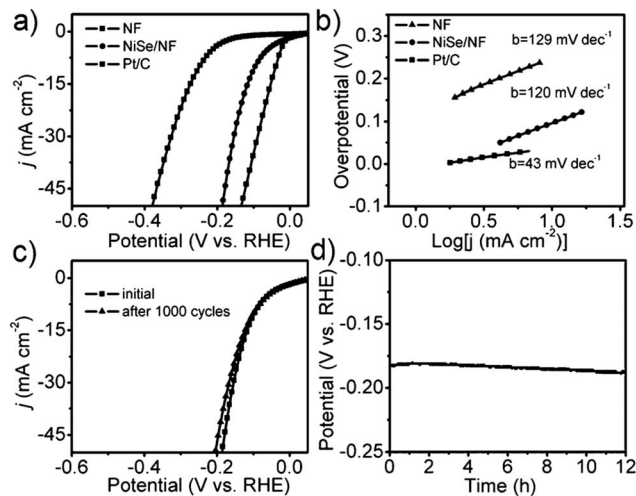 a)
NF
NiSe/NF
Pt/C
0
-15
-30
-45
j (mA cm⁻²)
-0.6 -0.4 -0.2 0.0
Potential (V vs. RHE)
b)
NF
NiSe/NF
Pt/C
b=129 mV dec⁻¹
b=120 mV dec⁻¹
b=43 mV dec⁻¹
0.3
0.2
0.1
0.0
-0.1
Overpotential (V)
0.0 0.5 1.0 1.5
Log[j (mA cm⁻²)]
c)
initial
after 1000 cycles
0
-15
-30
-45
j (mA cm⁻²)
-0.6 -0.4 -0.2 0.0
Potential (V vs. RHE)
d)
-0.10
-0.15
-0.20
-0.25
Potential (V vs. RHE)
0 2 4 6 8 10 12
Time (h)